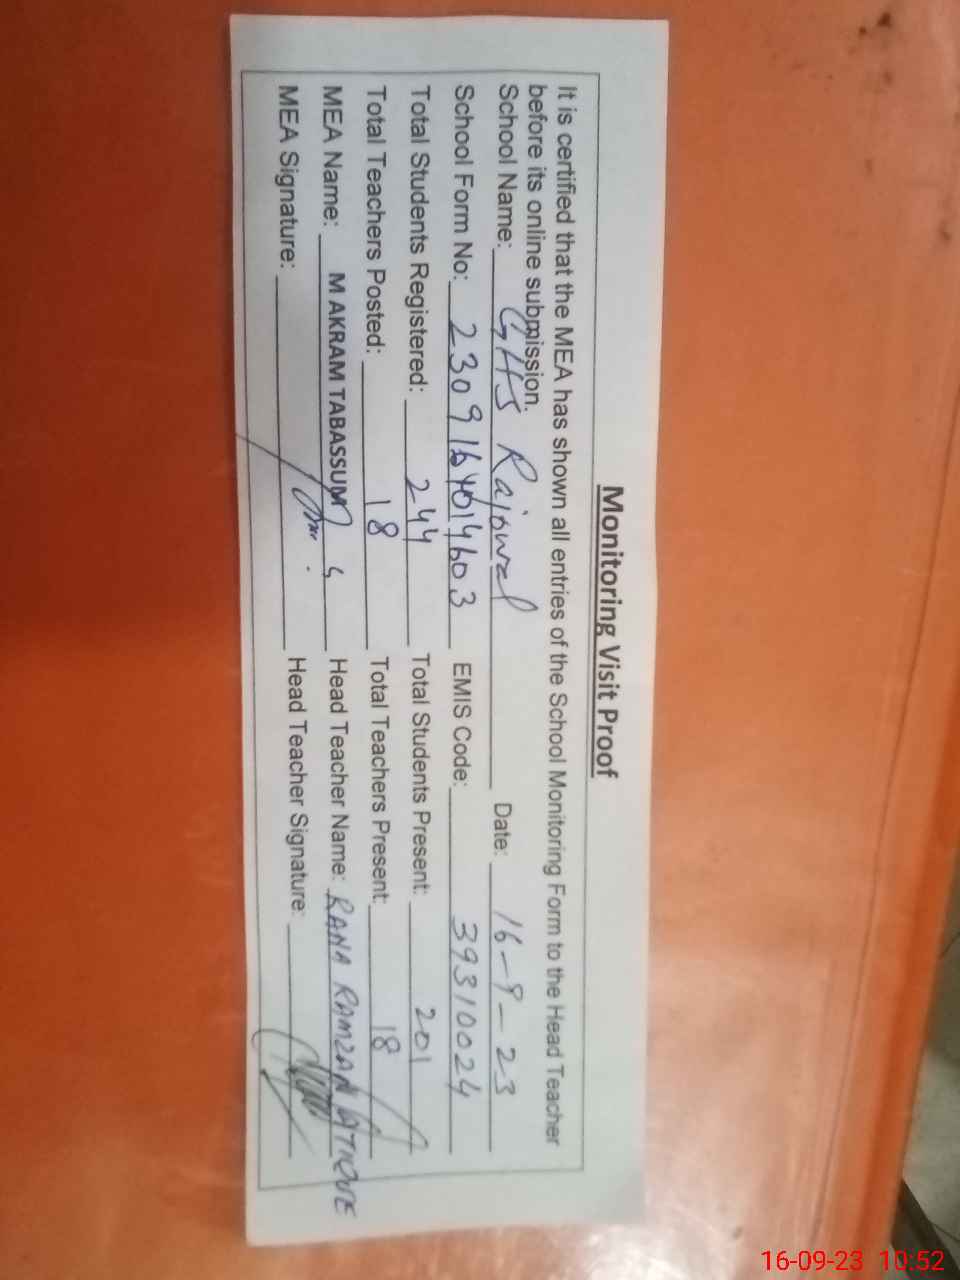 Monitoring Visit Proof
It is certified that the MEA has shown all entries of the School Monitoring Form to the Head Teacher
before its online submission.
School Name: GHS Rajowal Date: 16-9-23
School Form No: EMIS Code: 39310024
Total Students Registered: 244 Total Students Present: 201
Total Teachers Posted: 18 Total Teachers Present: 18
MEA Name: M AKRAM TABASSUM Head Teacher Name: RANA RAMZAN ATIQUE
MEA Signature: Head Teacher Signature:
16-09-23 10:52